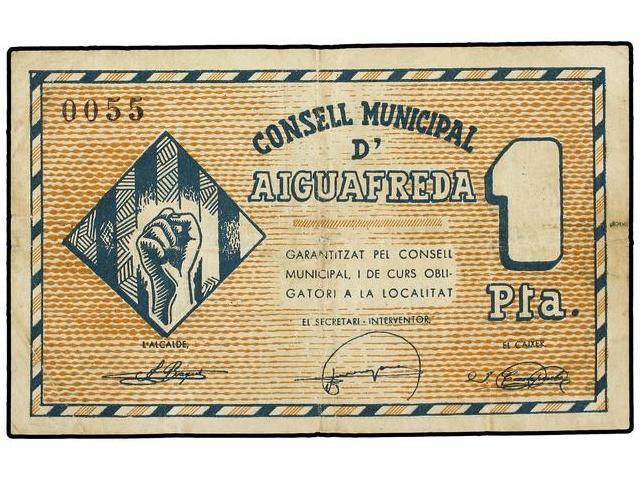 0055
CONSELL MUNICIPAL
D'
AIGUAFREDA
1
Pta.
GARANTITZAT PEL CONSELL
MUNICIPAL, I DE CURS OBLI-
GATORI A LA LOCALITAT
EL SECRETARI - INTERVENTOR,
L'ALCALDE,
EL CAIXER